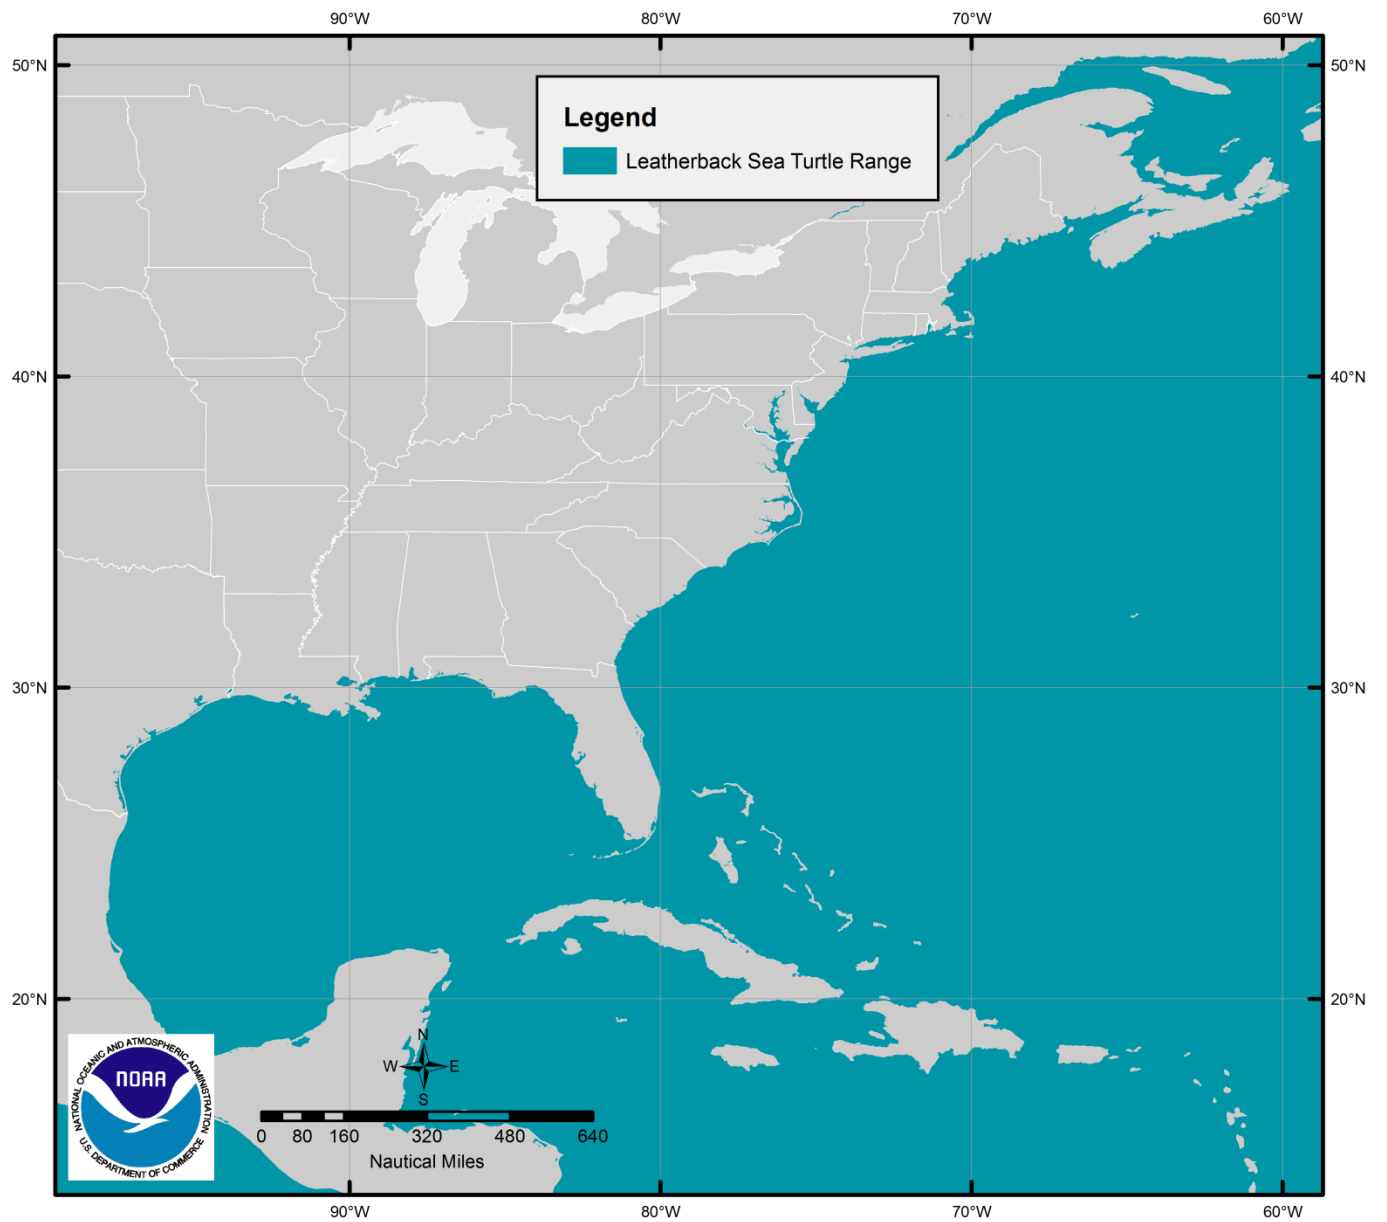 90°W 80°W 70°W 60°W
50°N 50°N
Legend
Leatherback Sea Turtle Range
40°N 40°N
30°N 30°N
20°N 20°N
NATIONAL OCEANIC AND ATMOSPHERIC ADMINISTRATION
NOAA
U.S. DEPARTMENT OF COMMERCE
N
W E
S
0 80 160 320 480 640
Nautical Miles
90°W 80°W 70°W 60°W